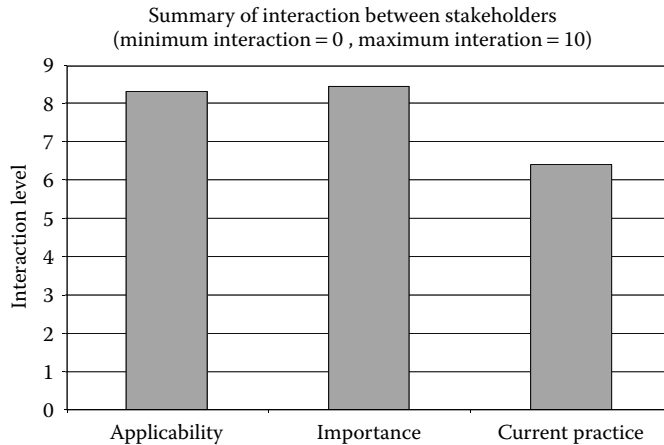 Summary of interaction between stakeholders
(minimum interaction = 0 , maximum interation = 10)
9
8
7
6
5
4
3
2
1
0
Interaction level
Applicability
Importance
Current practice